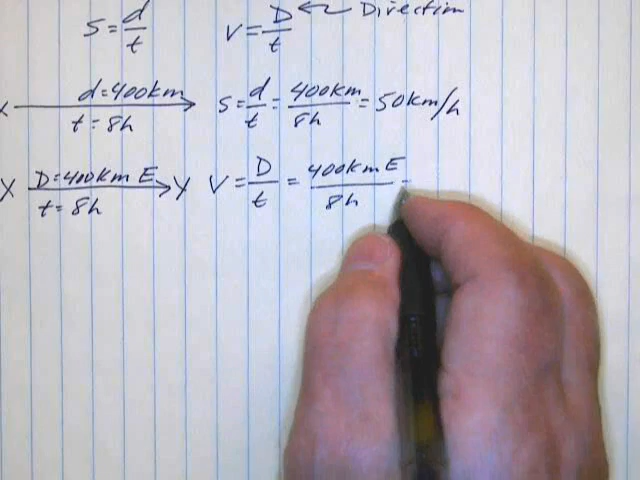 s = d/t V = D/t ← Direction
X d = 400km t = 8h s = d/t = 400km/8h = 50km/h
X D = 400km E t = 8h Y V = D/t = 400km E/8h =